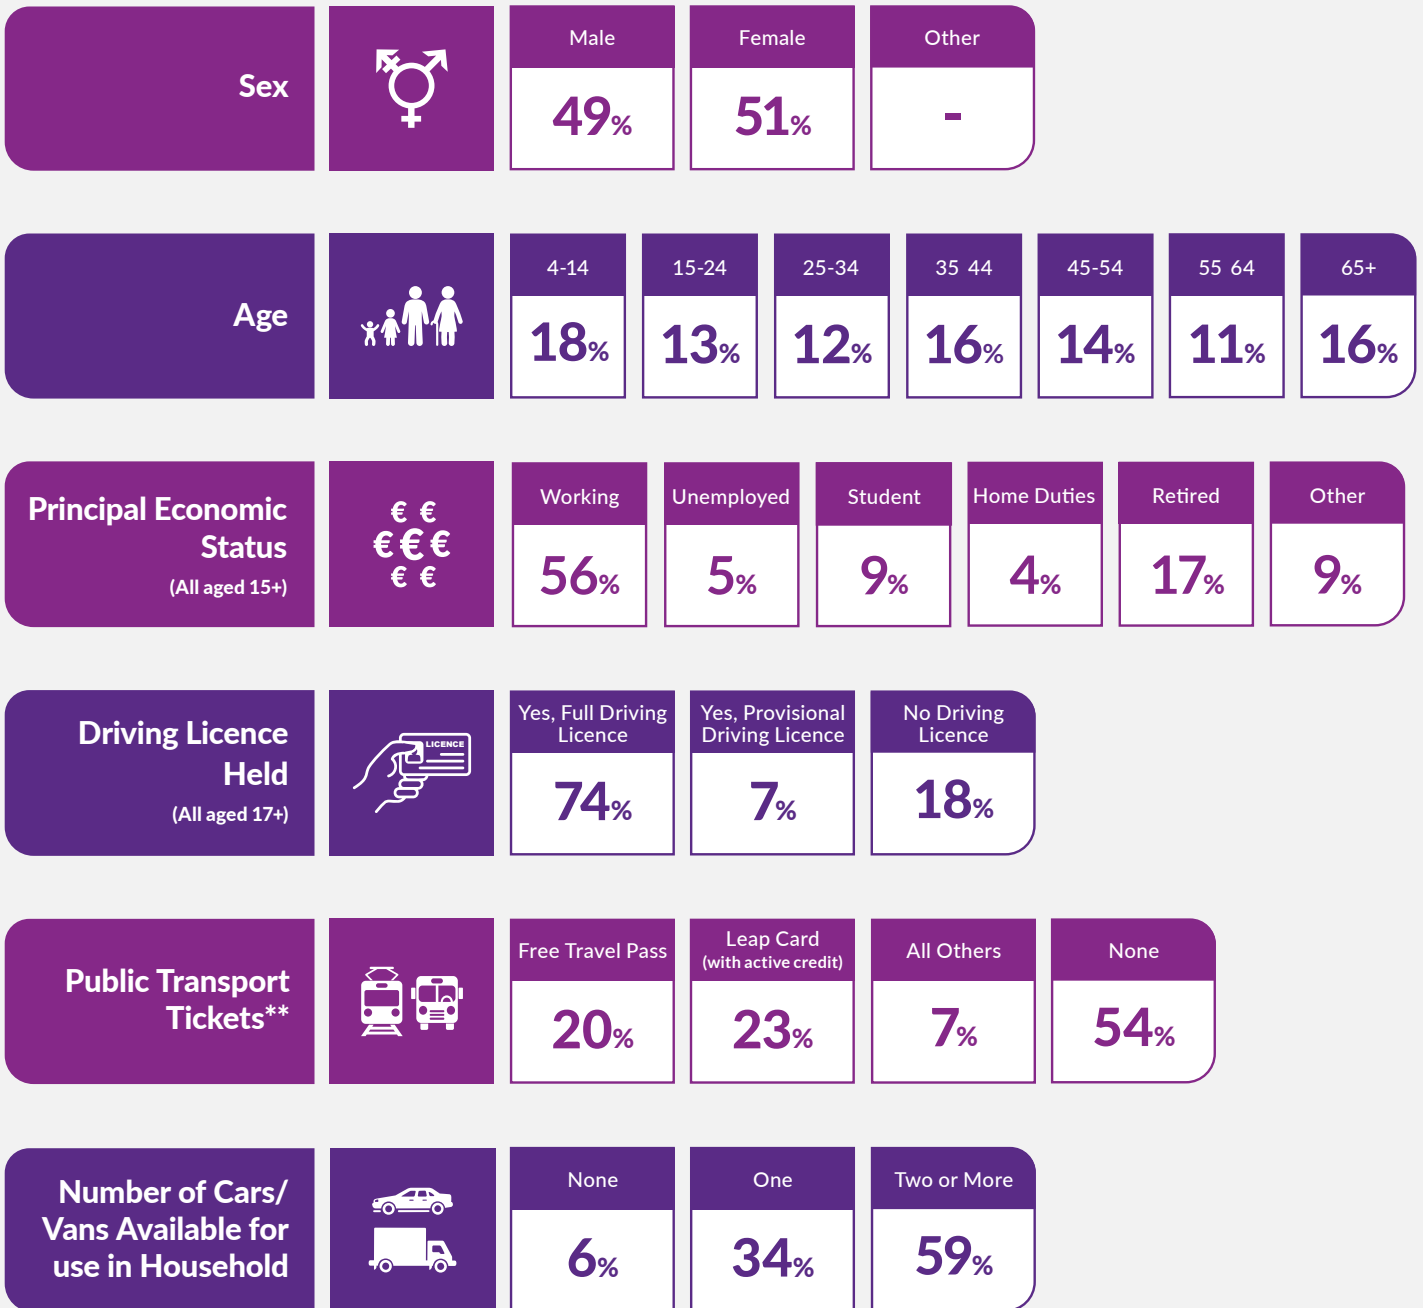 Sex
Male
Female
Other
49%
51%
-
Age
4-14
15-24
25-34
35 44
45-54
55 64
65+
18%
13%
12%
16%
14%
11%
16%
Principal Economic
Status
(All aged 15+)
€ €
€ € €
€ €
Working
Unemployed
Student
Home Duties
Retired
Other
56%
5%
9%
4%
17%
9%
Driving Licence
Held
(All aged 17+)
LICENCE
Yes, Full Driving
Licence
Yes, Provisional
Driving Licence
No Driving
Licence
74%
7%
18%
Public Transport
Tickets**
Free Travel Pass
Leap Card
(with active credit)
All Others
None
20%
23%
7%
54%
Number of Cars/
Vans Available for
use in Household
None
One
Two or More
6%
34%
59%